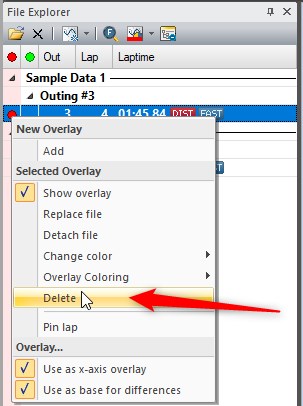 File Explorer
Out Lap Laptime
Sample Data 1
Outing #3
3 4 01:45.84 DIST FAST
New Overlay
Add
Selected Overlay
Show overlay
Replace file
Detach file
Change color
Overlay Coloring
Delete
Pin lap
Overlay...
Use as x-axis overlay
Use as base for differences